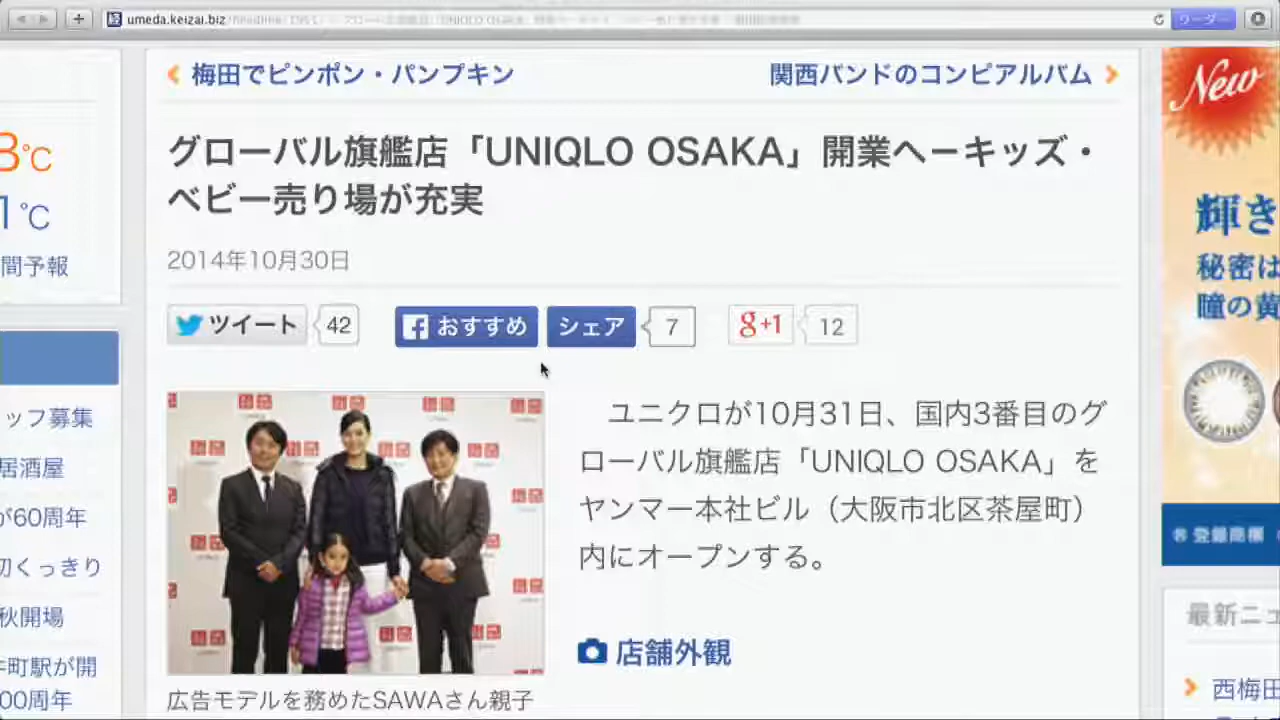 umeda.keizai.biz
リーダー
梅田でピンポン・パンプキン
関西バンドのコンピアルバム
グローバル旗艦店「UNIQLO OSAKA」開業へーキッズ・
ベビー売り場が充実
2014年10月30日
ツイート
42
おすすめ
シェア
7
g+1
12
ユニクロが10月31日、国内3番目のグ
ローバル旗艦店「UNIQLO OSAKA」を
ヤンマー本社ビル(大阪市北区茶屋町)
内にオープンする。
店舗外観
広告モデルを務めたSAWAさん親子
℃
1℃
間予報
ッフ募集
居酒屋
が60周年
切くっきり
秋開場
町駅が開
00周年
New
輝き
秘密は
瞳の黄
登録商標
最新ニュ
西梅田